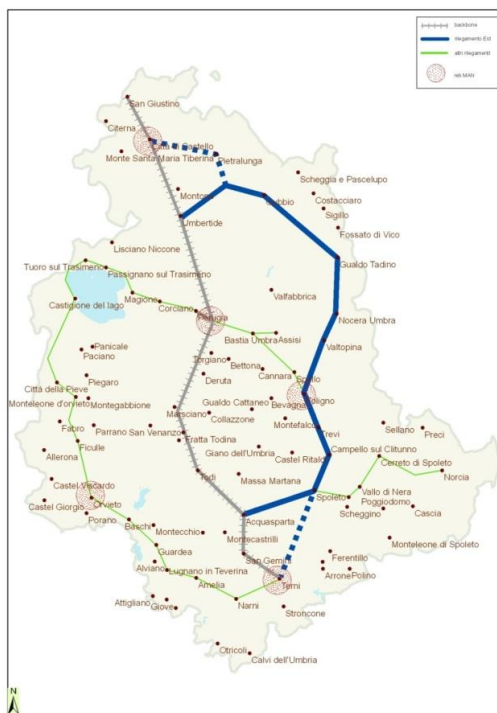 backbone
rilegamento Est
altri rilegamenti
reti MAN
San Giustino
Citerna
Città di Castello
Monte Santa Maria Tiberina
Pietralunga
Scheggia e Pascelupo
Costacciaro
Sigillo
Montone
Gubbio
Umbertide
Fossato di Vico
Lisciano Niccone
Gualdo Tadino
Tuoro sul Trasimeno
Passignano sul Trasimeno
Valfabbrica
Castigione del lago
Magione
Corciano
Perugia
Nocera Umbra
Bastia Umbra
Assisi
Valtopina
Panicale
Paciano
Torgiano
Bettona
Cannara
Spello
Piegaro
Deruta
Città della Pieve
Monteleone d'orvieto
Montegabbione
Marsciano
Gualdo Cattaneo
Bevagna
Foligno
Collazzone
Montefalco
Fabro
Parrano
San Venanzo
Fratta Todina
Trevi
Sellano
Preci
Ficulle
Giano dell'Umbria
Castel Ritaldi
Campello sul Clitunno
Allerona
Cerreto di Spoleto
Todi
Massa Martana
Norcia
Castel Viscardo
Orvieto
Spoleto
Vallo di Nera
Poggiodomo
Castel Giorgio
Porano
Scheggino
Cascia
Baschi
Acquasparta
Montecchio
Montecastrilli
Monteleone di Spoleto
Guardea
San Gemini
Ferentillo
Alviano
Lugnano in Teverina
Arrone
Polino
Amelia
Terni
Attigliano
Giove
Narni
Stroncone
Otricoli
Calvi dell'Umbria
N